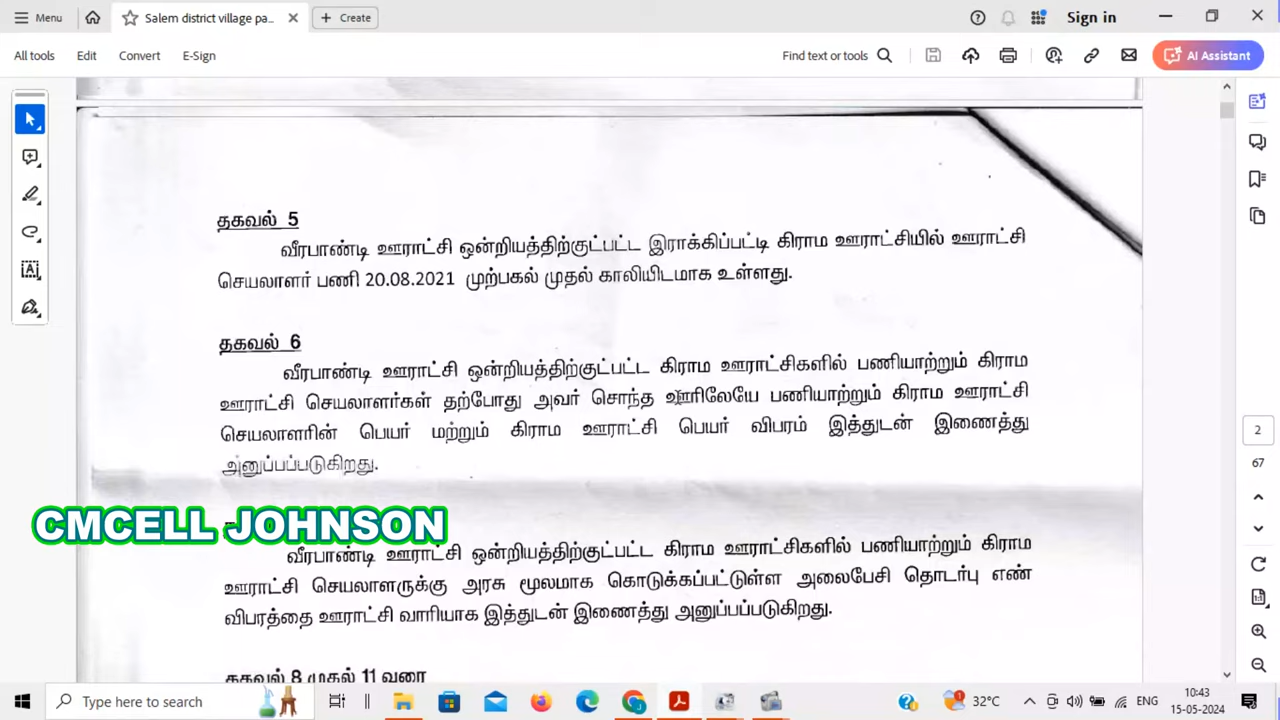 Menu
Salem district village pa...
Create
Sign in
All tools
Edit
Convert
E-Sign
Find text or tools
AI Assistant
தகவல் 5
வீரபாண்டி ஊராட்சி ஒன்றியத்திற்குட்பட்ட இராக்கிப்பட்டி கிராம ஊராட்சியில் ஊராட்சி
செயலாளர் பணி 20.08.2021 முற்பகல் முதல் காலியிடமாக உள்ளது.
தகவல் 6
வீரபாண்டி ஊராட்சி ஒன்றியத்திற்குட்பட்ட கிராம ஊராட்சிகளில் பணியாற்றும் கிராம
ஊராட்சி செயலாளர்கள் தற்போது அவர் சொந்த ஊரிலேயே பணியாற்றும் கிராம ஊராட்சி
செயலாளரின் பெயர் மற்றும் கிராம ஊராட்சி பெயர் விபரம் இத்துடன் இணைத்து
அனுப்பப்படுகிறது.
CMCELL JOHNSON
வீரபாண்டி ஊராட்சி ஒன்றியத்திற்குட்பட்ட கிராம ஊராட்சிகளில் பணியாற்றும் கிராம
ஊராட்சி செயலாளருக்கு அரசு மூலமாக கொடுக்கப்பட்டுள்ள அலைபேசி தொடர்பு எண்
விபரத்தை ஊராட்சி வாரியாக இத்துடன் இணைத்து அனுப்பப்படுகிறது.
தகவல் 8 முதல் 11 வரை
2
67
Type here to search
32°C
ENG
10:43
15-05-2024